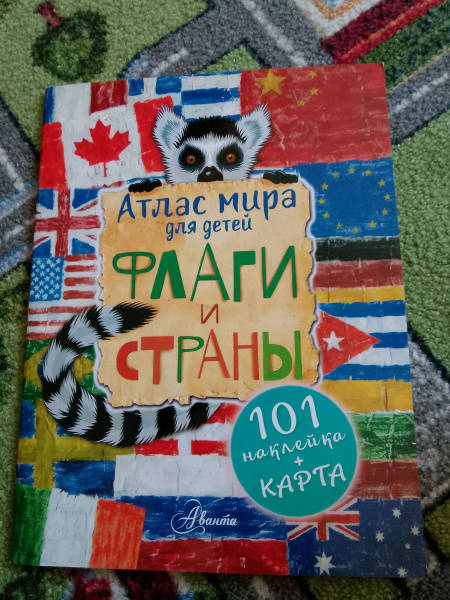 Атлас мира
для детей
ФЛАГИ
и
СТРАНЫ
101
наклейка
+
КАРТА
Аванта